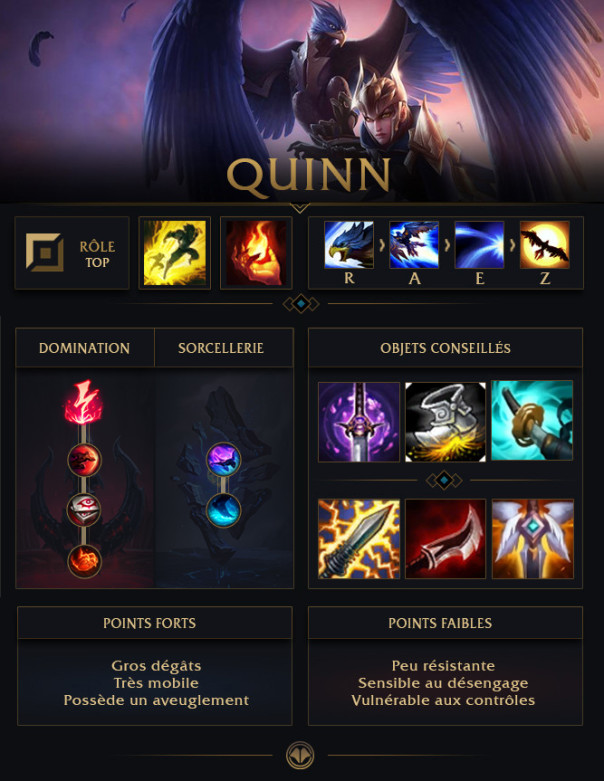 QUINN
RÔLE
TOP
R
A
E
Z
DOMINATION
SORCELLERIE
OBJETS CONSEILLÉS
POINTS FORTS
Gros dégâts
Très mobile
Possède un aveuglement
POINTS FAIBLES
Peu résistante
Sensible au désengage
Vulnérable aux contrôles